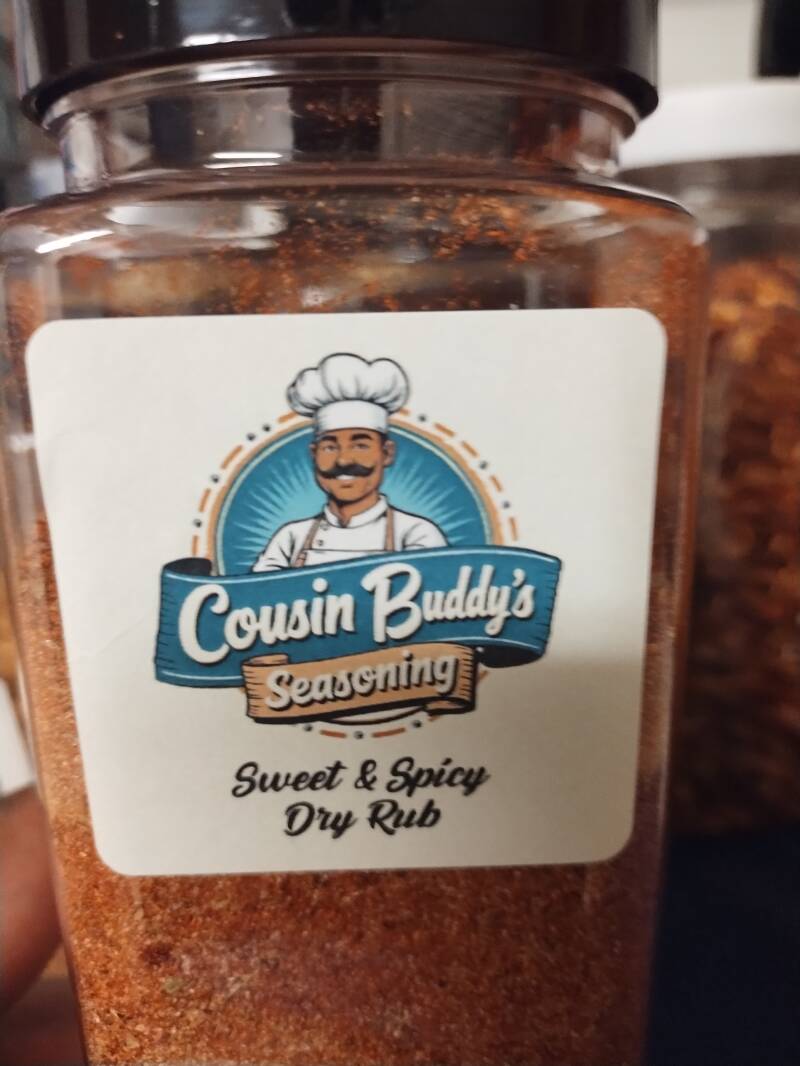 Cousin Buddy's
Seasoning
Sweet & Spicy
Dry Rub